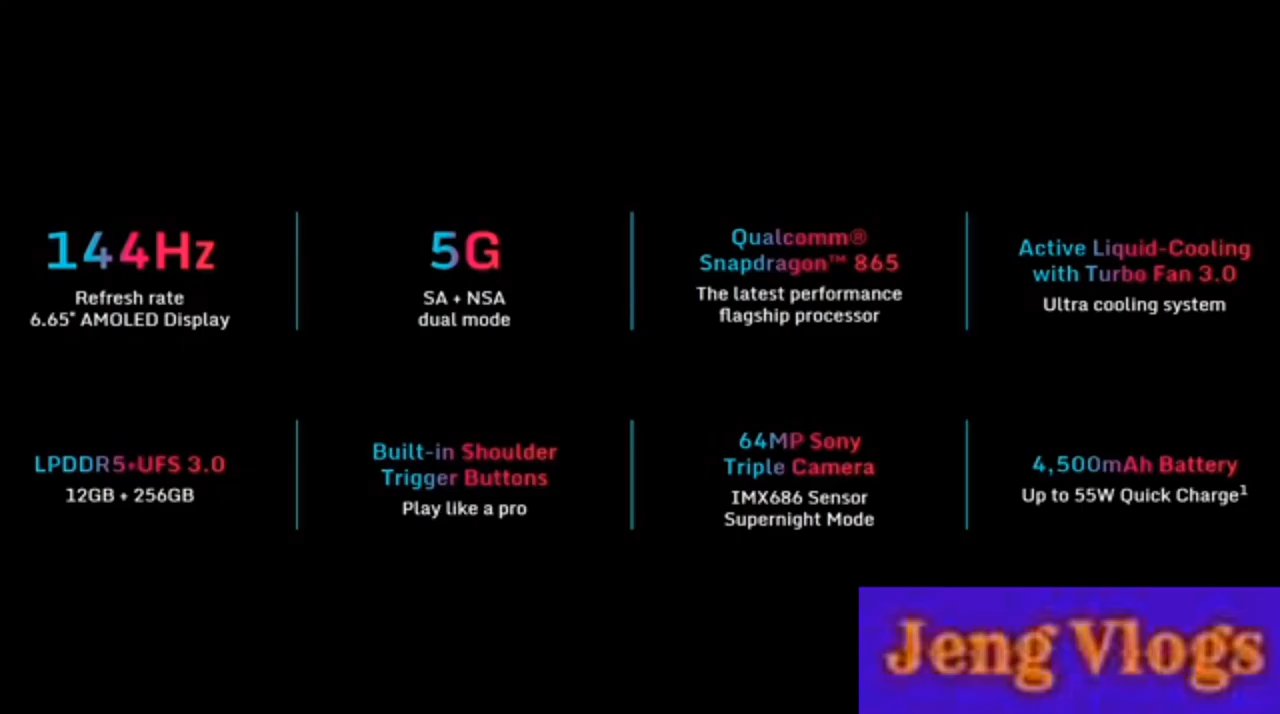 144Hz
Refresh rate
6.65" AMOLED Display
5G
SA + NSA
dual mode
Qualcomm®
Snapdragon™ 865
The latest performance
flagship processor
Active Liquid-Cooling
with Turbo Fan 3.0
Ultra cooling system
LPDDR5+UFS 3.0
12GB + 256GB
Built-in Shoulder
Trigger Buttons
Play like a pro
64MP Sony
Triple Camera
IMX686 Sensor
Supernight Mode
4,500mAh Battery
Up to 55W Quick Charge¹
Jeng Vlogs